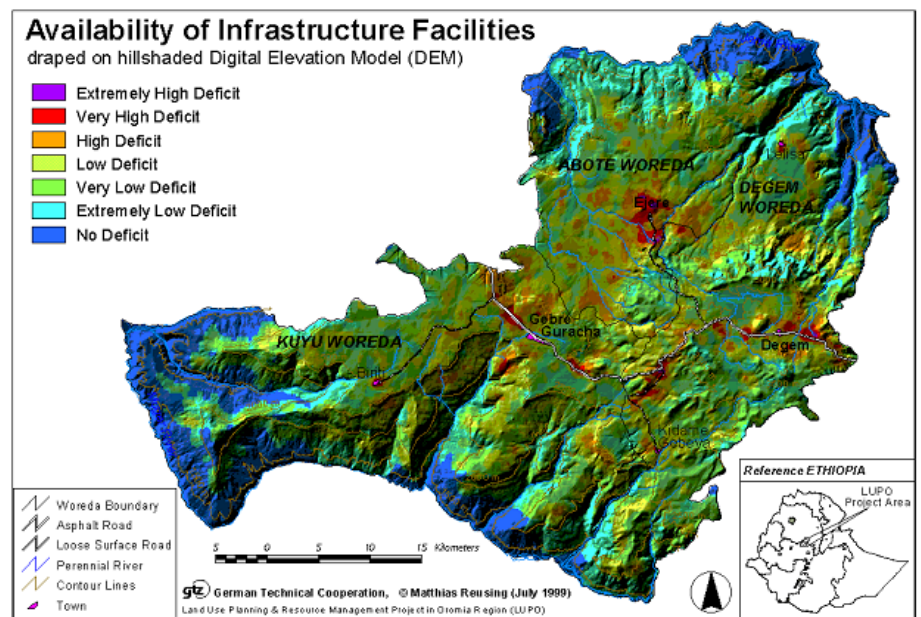 Availability of Infrastructure Facilities
draped on hillshaded Digital Elevation Model (DEM)
Extremely High Deficit
Very High Deficit
High Deficit
Low Deficit
Very Low Deficit
Extremely Low Deficit
No Deficit
ABOTE WOREDA
Ejere
DEGEM
WOREDA
KUYU WOREDA
Gebre
Guracha
Degem
Kidame
Woreda Boundary
Asphalt Road
Loose Surface Road
Perennial River
Contour Lines
Town
5 0 5 10 15 Kilometers
gtz German Technical Cooperation, © Matthias Reusing (July 1999)
Land Use Planning & Resource Management Project in Oromia Region (LUPO)
Reference ETHIOPIA
LUPO
Project Area